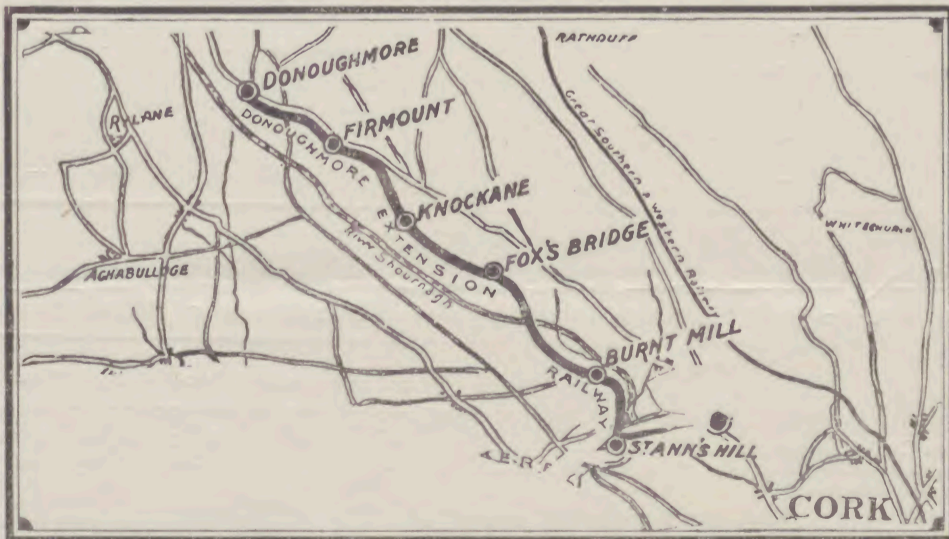 RATHDUFF
DONOUGHMORE
RYLANE
FIRMOUNT
DONOUGHMORE EXTENSION RAILWAY
Great Southern & Western Railway
KNOCKANE
WHITECHURCH
River Shournagh
FOX'S BRIDGE
AGHABULLOGE
BURNT MILL
ST ANN'S HILL
CORK